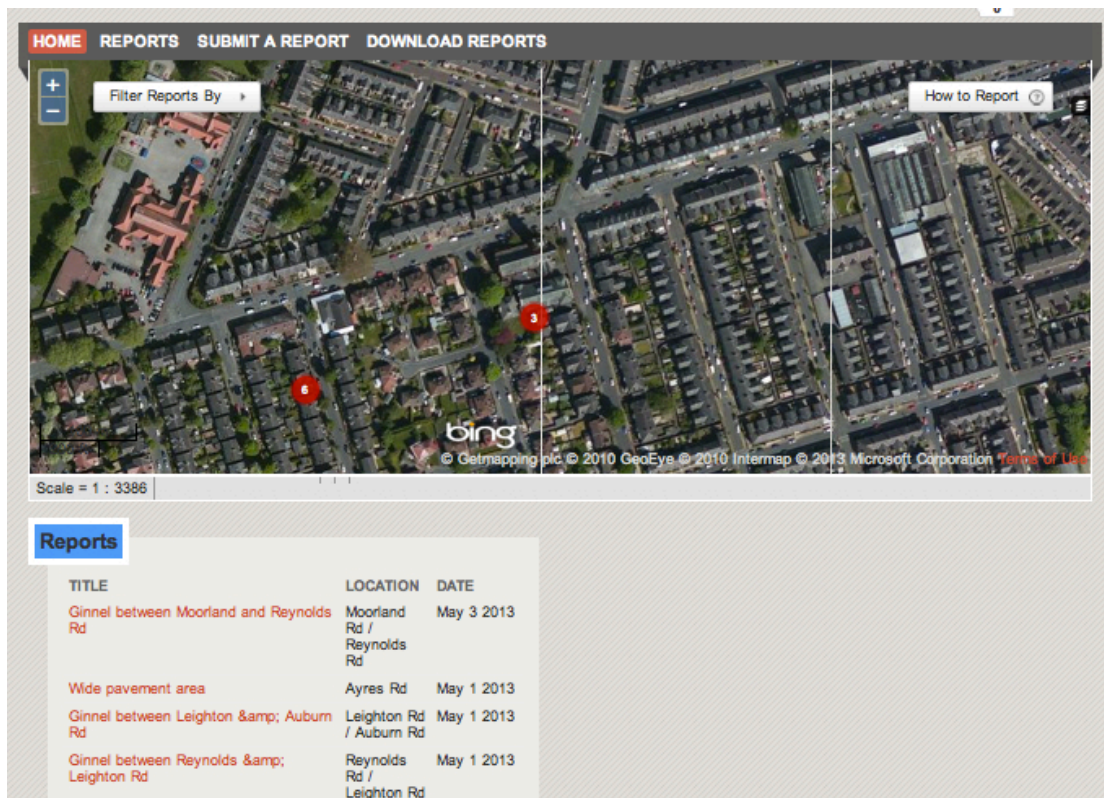 HOME REPORTS SUBMIT A REPORT DOWNLOAD REPORTS
+
Filter Reports By
How to Report ?
−
3
6
bing
© Getmapping plc © 2010 GeoEye © 2010 Intermap © 2013 Microsoft Corporation Terms of Use
Scale = 1 : 3386
Reports
TITLE LOCATION DATE
Ginnel between Moorland and Reynolds Moorland May 3 2013
Rd Rd /
Reynolds
Rd
Wide pavement area Ayres Rd May 1 2013
Ginnel between Leighton &amp; Auburn Leighton Rd May 1 2013
Rd / Auburn Rd
Ginnel between Reynolds &amp; Reynolds May 1 2013
Leighton Rd Rd /
Leighton Rd